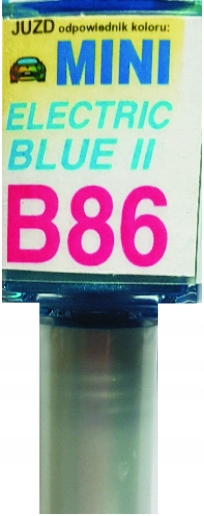 JUZD odpowiednik koloru:
MINI
ELECTRIC
BLUE II
B86